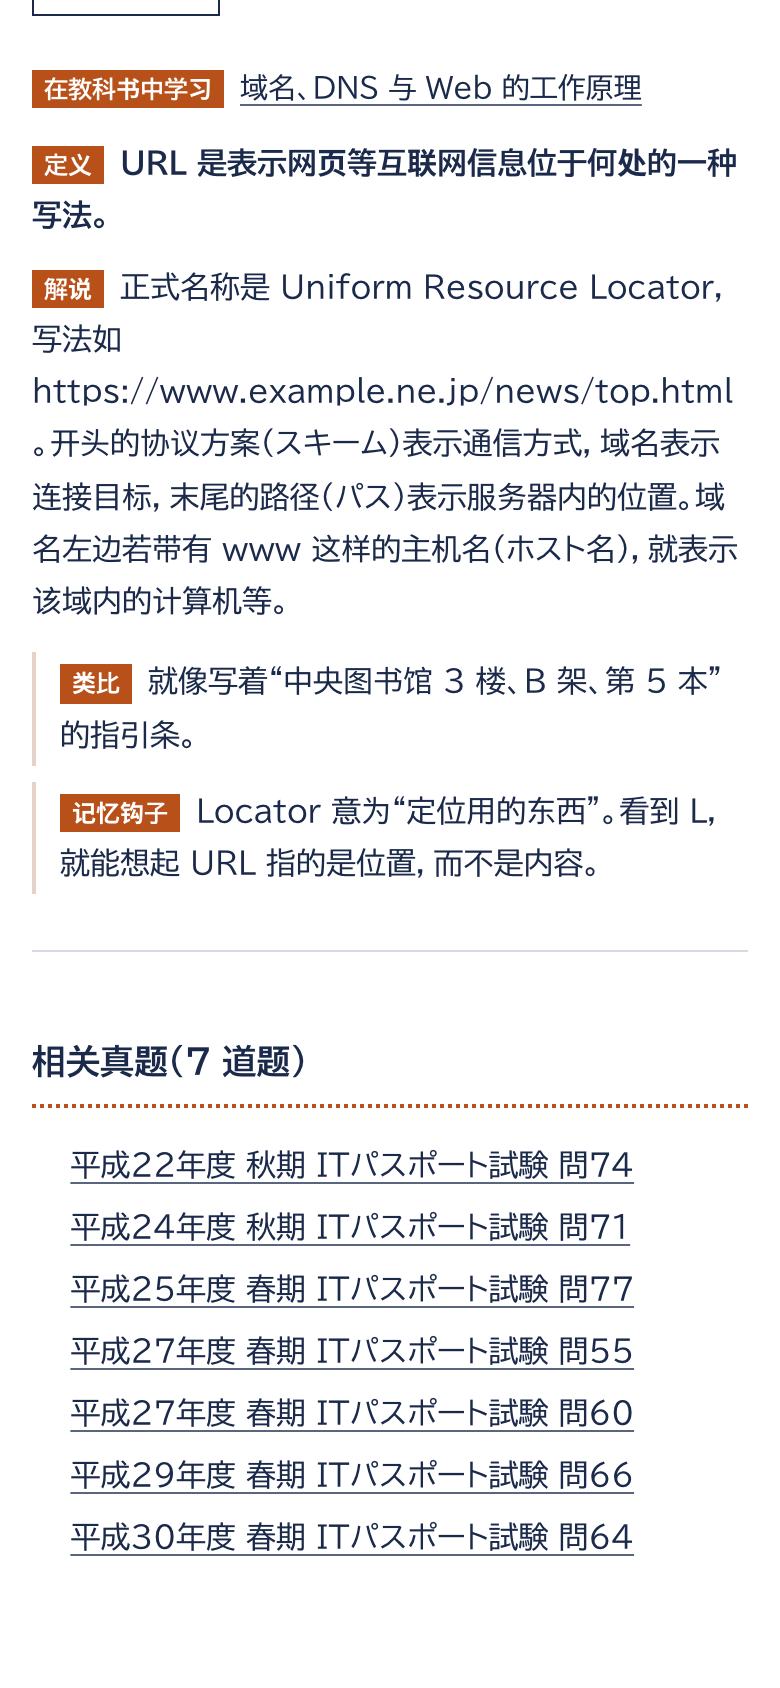 在教科书中学习 域名、DNS 与 Web 的工作原理
定义 URL 是表示网页等互联网信息位于何处的一种
写法。
解说 正式名称是 Uniform Resource Locator,
写法如
https://www.example.ne.jp/news/top.html
。开头的协议方案（スキーム）表示通信方式, 域名表示
连接目标, 末尾的路径（パス）表示服务器内的位置。域
名左边若带有 www 这样的主机名（ホスト名）, 就表示
该域内的计算机等。
类比 就像写着“中央图书馆 3 楼、B 架、第 5 本”
的指引条。
记忆钩子 Locator 意为“定位用的东西”。看到 L,
就能想起 URL 指的是位置, 而不是内容。
相关真题（7 道题）
平成22年度 秋期 ITパスポート試験 問74
平成24年度 秋期 ITパスポート試験 問71
平成25年度 春期 ITパスポート試験 問77
平成27年度 春期 ITパスポート試験 問55
平成27年度 春期 ITパスポート試験 問60
平成29年度 春期 ITパスポート試験 問66
平成30年度 春期 ITパスポート試験 問64